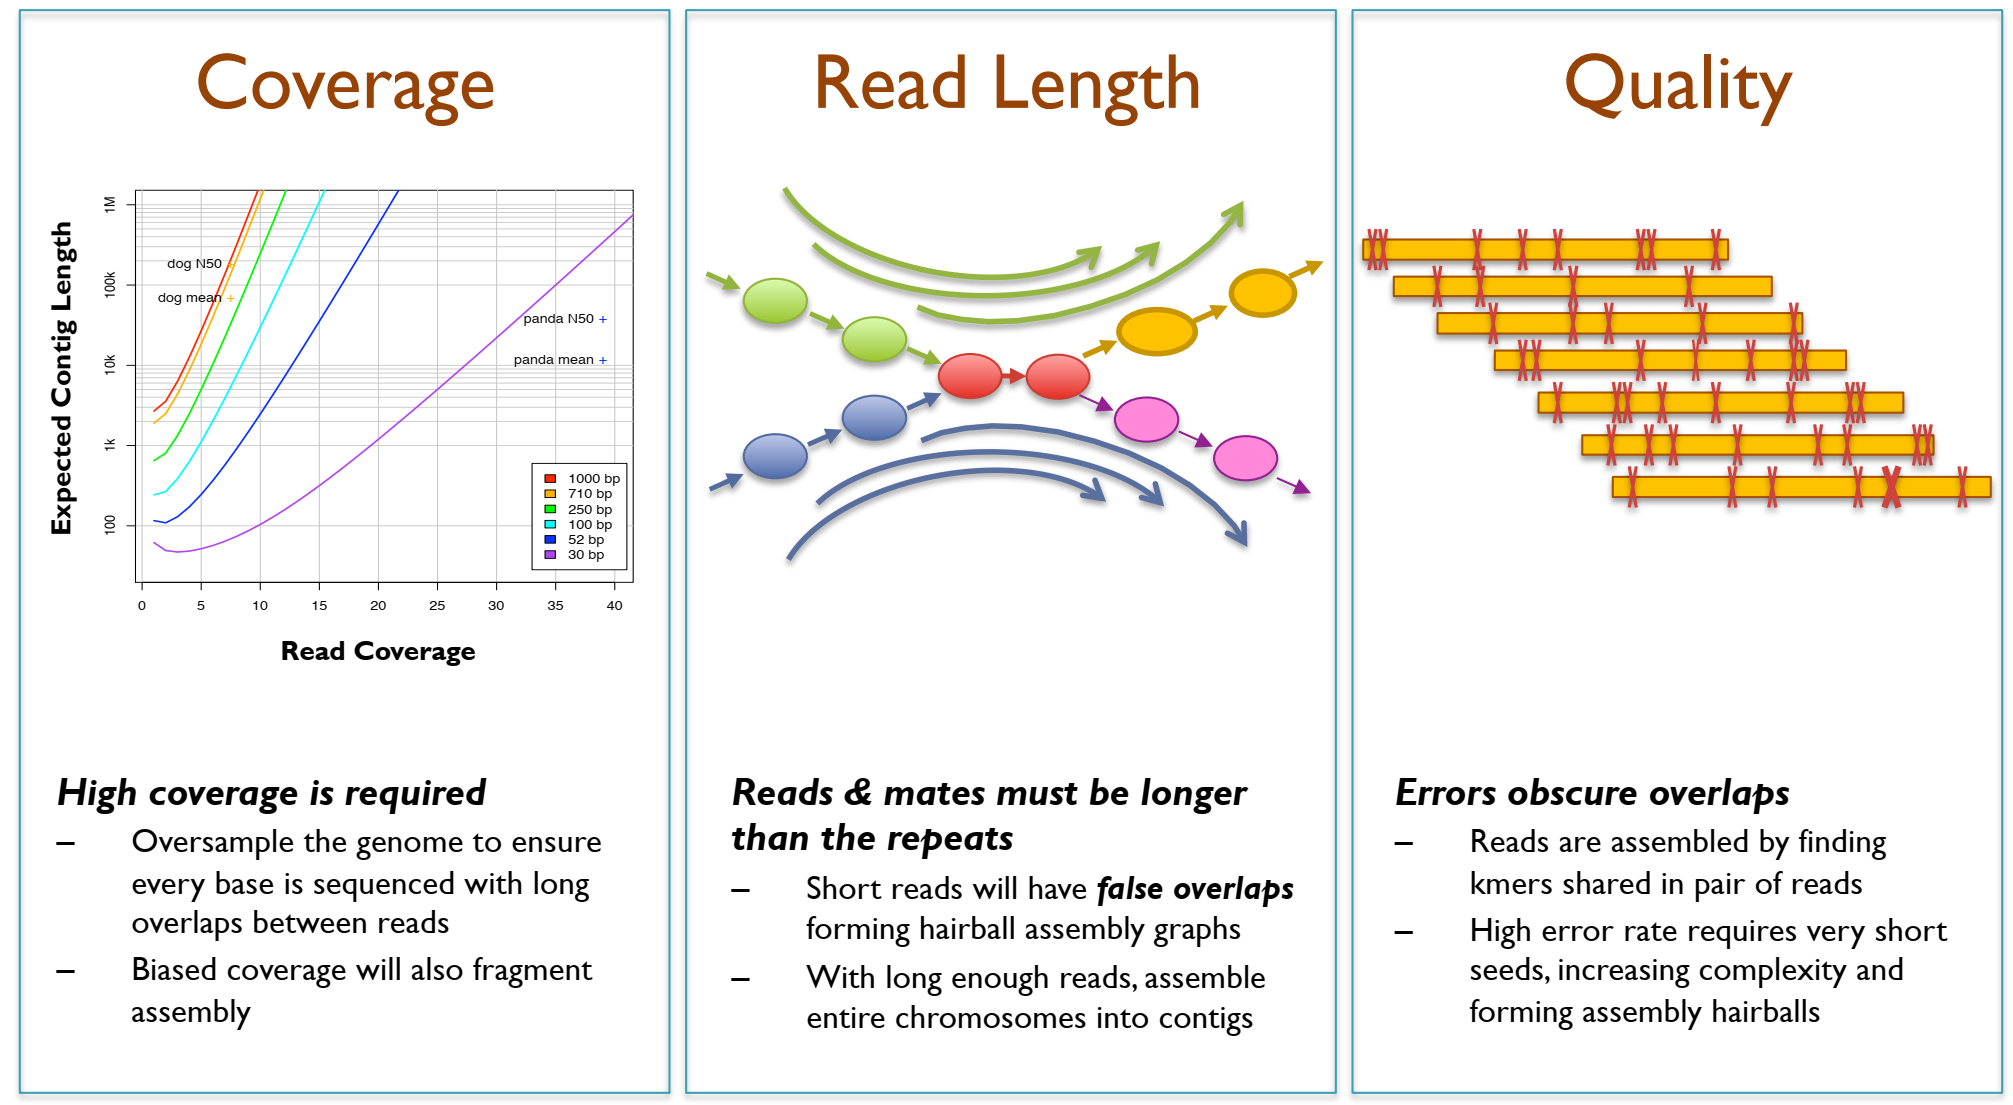 Coverage
Expected Contig Length
1M
100k
10k
1k
100
dog N50 +
dog mean +
panda N50 +
panda mean +
1000 bp
710 bp
250 bp
100 bp
52 bp
30 bp
0 5 10 15 20 25 30 35 40
Read Coverage
High coverage is required
– Oversample the genome to ensure
every base is sequenced with long
overlaps between reads
– Biased coverage will also fragment
assembly
Read Length
Reads & mates must be longer
than the repeats
– Short reads will have false overlaps
forming hairball assembly graphs
– With long enough reads, assemble
entire chromosomes into contigs
Quality
Errors obscure overlaps
– Reads are assembled by finding
kmers shared in pair of reads
– High error rate requires very short
seeds, increasing complexity and
forming assembly hairballs